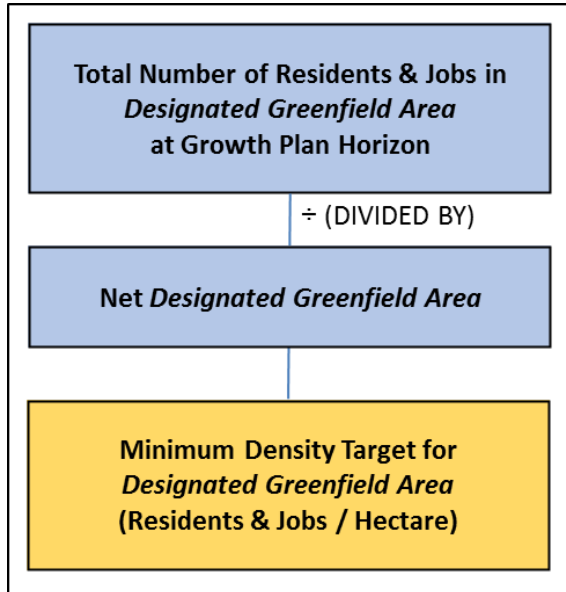 Total Number of Residents & Jobs in
Designated Greenfield Area
at Growth Plan Horizon
÷ (DIVIDED BY)
Net Designated Greenfield Area
Minimum Density Target for
Designated Greenfield Area
(Residents & Jobs / Hectare)